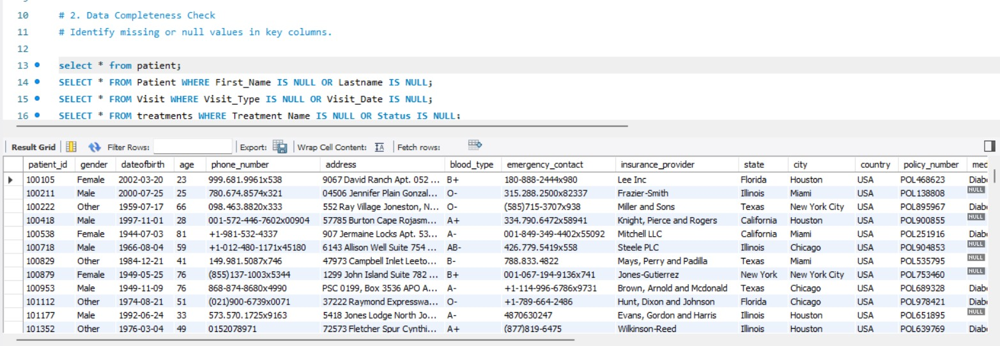 10 # 2. Data Completeness Check
11 # Identify missing or null values in key columns.
12
13 select * from patient;
14 SELECT * FROM Patient WHERE First_Name IS NULL OR Lastname IS NULL;
15 SELECT * FROM Visit WHERE Visit_Type IS NULL OR Visit_Date IS NULL;
16 SELECT * FROM treatments WHERE Treatment_Name IS NULL OR Status IS NULL;
Result Grid Filter Rows: Export: Wrap Cell Content: Fetch rows:
patient_id gender dateofbirth age phone_number address blood_type emergency_contact insurance_provider state city country policy_number med
100105 Female 2002-03-20 23 999.681.9961x538 9067 David Ranch Apt. 052 ... B+ 180-888-2444x980 Lee Inc Florida Houston USA POL468623 Diab
100211 Male 2000-07-25 25 780.674.8574x321 04506 Jennifer Plain Gonzal... O- 315.288.2500x82337 Frazier-Smith Illinois Miami USA POL138808 NULL
100222 Other 1959-07-17 66 098.463.8820x333 552 Ray Village Joneston, N... O- (585)715-3707x938 Miller and Sons Texas New York City USA POL895967 Diab
100418 Male 1997-11-01 28 001-572-446-7602x00904 57785 Burton Cape Rojasm... A+ 334.790.6472x58941 Knight, Pierce and Rogers California Houston USA POL900855 NULL
100538 Female 1944-07-03 81 +1-981-532-4337 907 Jermaine Locks Apt. 53... A- 001-849-349-4402x55092 Mitchell LLC California Miami USA POL251916 Diab
100718 Male 1966-08-04 59 +1-012-480-1171x45180 6143 Allison Well Suite 754 ... AB- 426.779.5419x558 Steele PLC Illinois Chicago USA POL904853 NULL
100829 Other 1984-12-21 41 149.981.5087x746 47973 Campbell Inlet Leeto... B- 788.833.4822 Mays, Perry and Padilla Texas Miami USA POL535795 NULL
100879 Female 1949-05-25 76 (855)137-1003x5344 1299 John Island Suite 782 ... B+ 001-067-194-9136x741 Jones-Gutierrez New York New York City USA POL753460 NULL
100953 Male 1949-11-09 76 868-874-8680x4990 PSC 0199, Box 3536 APO A... A- +1-114-996-6786x9731 Brown, Arnold and Mcdonald Texas Chicago USA POL689328 Diab
101112 Other 1974-08-21 51 (021)900-6739x0071 37222 Raymond Expresswa... O- +1-789-664-2486 Hunt, Dixon and Johnson Florida Chicago USA POL978421 Diab
101177 Male 1992-06-24 33 573.570.1725x9163 5418 Jones Lodge North Jo... A- 4870630247 Evans, Gordon and Harris Illinois Houston USA POL651895 NULL
101352 Other 1976-03-04 49 0152078971 72573 Fletcher Spur Cynthi... A+ (877)819-6475 Wilkinson-Reed Illinois Houston USA POL639769 Diab